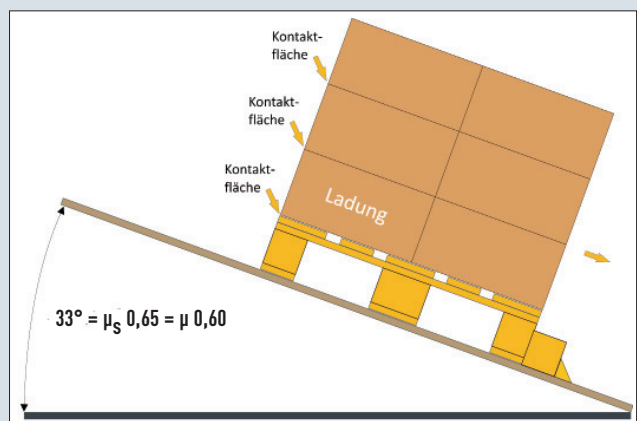 Kontakt-
fläche
Kontakt-
fläche
Kontakt-
fläche
Ladung
33° = μS 0,65 = μ 0,60